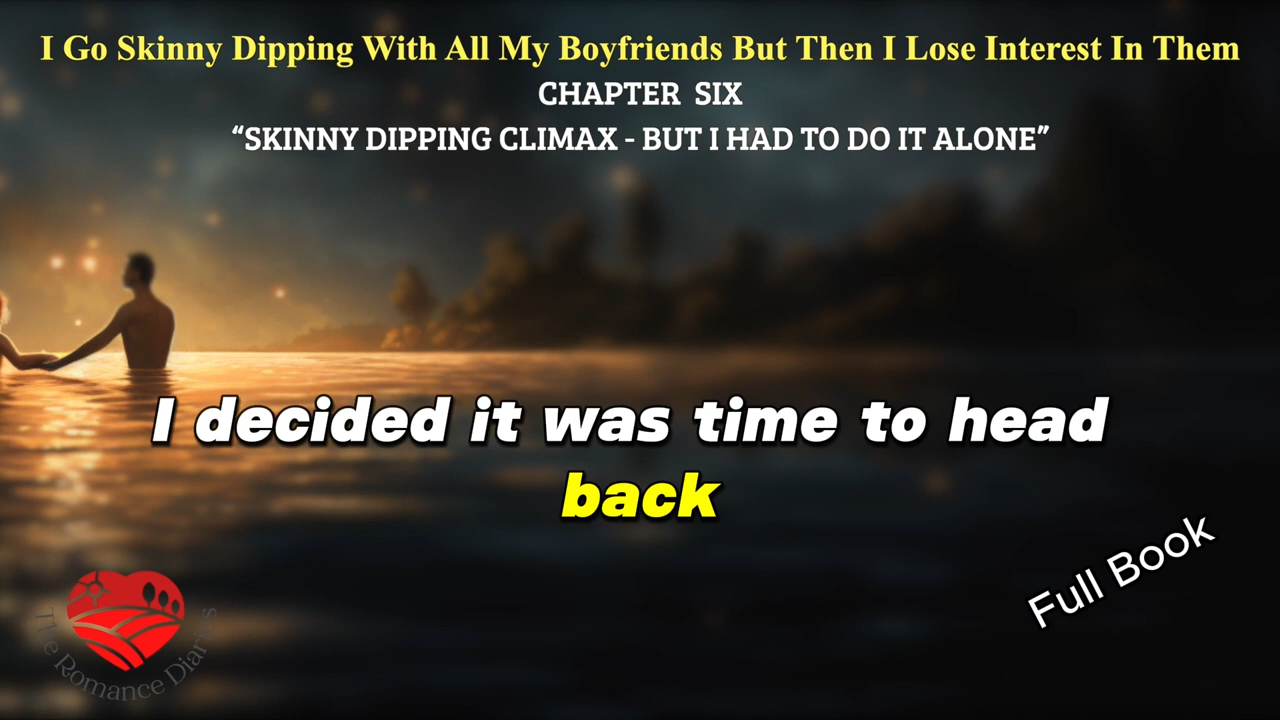 I Go Skinny Dipping With All My Boyfriends But Then I Lose Interest In Them
CHAPTER SIX
“SKINNY DIPPING CLIMAX - BUT I HAD TO DO IT ALONE”
I decided it was time to head
back
Full Book
The Romance Diaries